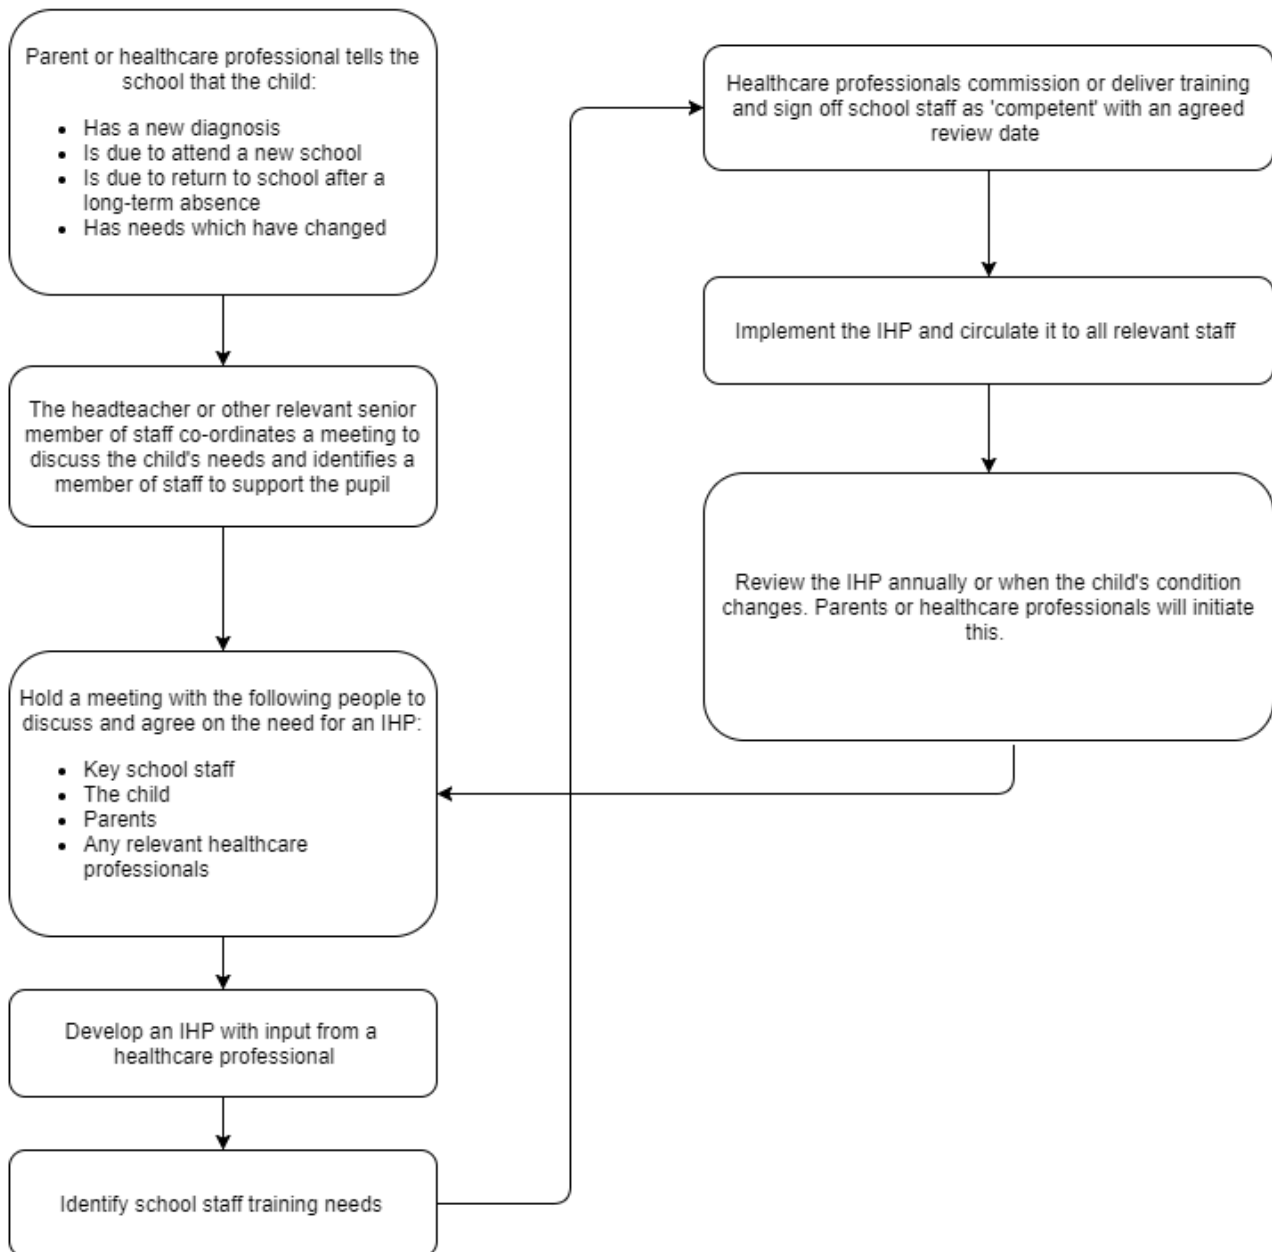 Parent or healthcare professional tells the
school that the child:
• Has a new diagnosis
• Is due to attend a new school
• Is due to return to school after a
long-term absence
• Has needs which have changed
The headteacher or other relevant senior
member of staff co-ordinates a meeting to
discuss the child's needs and identifies a
member of staff to support the pupil
Hold a meeting with the following people to
discuss and agree on the need for an IHP:
• Key school staff
• The child
• Parents
• Any relevant healthcare
professionals
Develop an IHP with input from a
healthcare professional
Identify school staff training needs
Healthcare professionals commission or deliver training
and sign off school staff as 'competent' with an agreed
review date
Implement the IHP and circulate it to all relevant staff
Review the IHP annually or when the child's condition
changes. Parents or healthcare professionals will initiate
this.